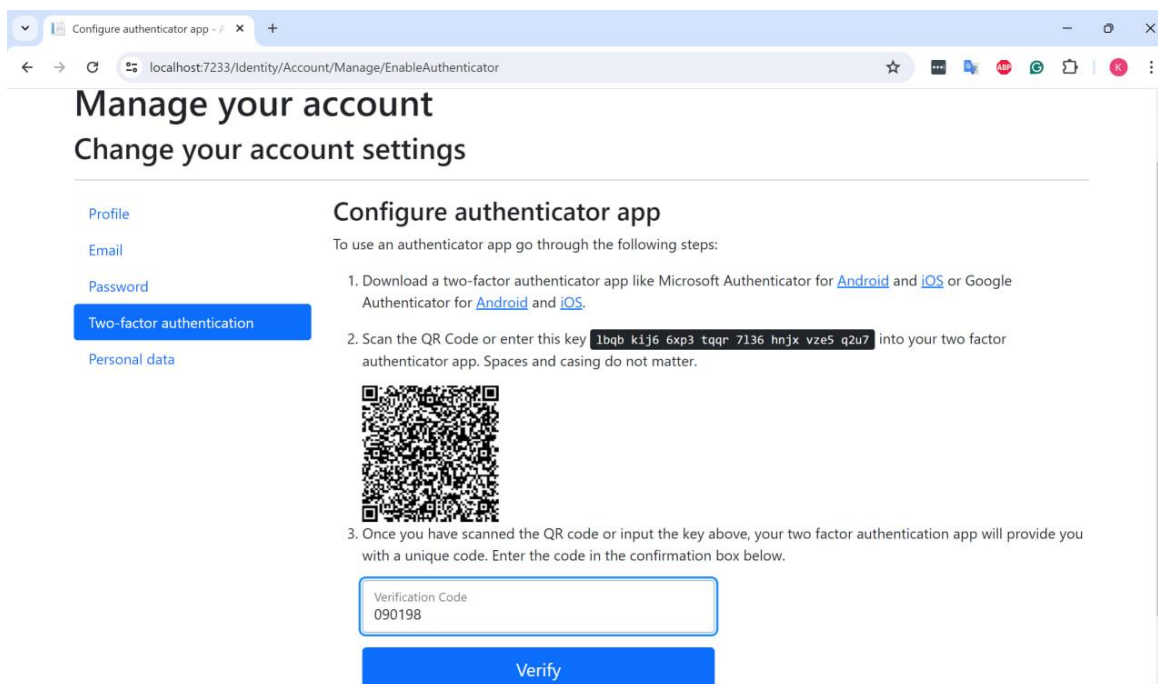 Configure authenticator app - A
localhost:7233/Identity/Account/Manage/EnableAuthenticator
ABP
G
K
Manage your account
Change your account settings
Profile
Email
Password
Two-factor authentication
Personal data
Configure authenticator app
To use an authenticator app go through the following steps:
1. Download a two-factor authenticator app like Microsoft Authenticator for Android and iOS or Google
Authenticator for Android and iOS.
2. Scan the QR Code or enter this key lbqb kij6 6xp3 tqqr 7l36 hnjx vze5 q2u7 into your two factor
authenticator app. Spaces and casing do not matter.
3. Once you have scanned the QR code or input the key above, your two factor authentication app will provide you
with a unique code. Enter the code in the confirmation box below.
Verification Code
090198
Verify